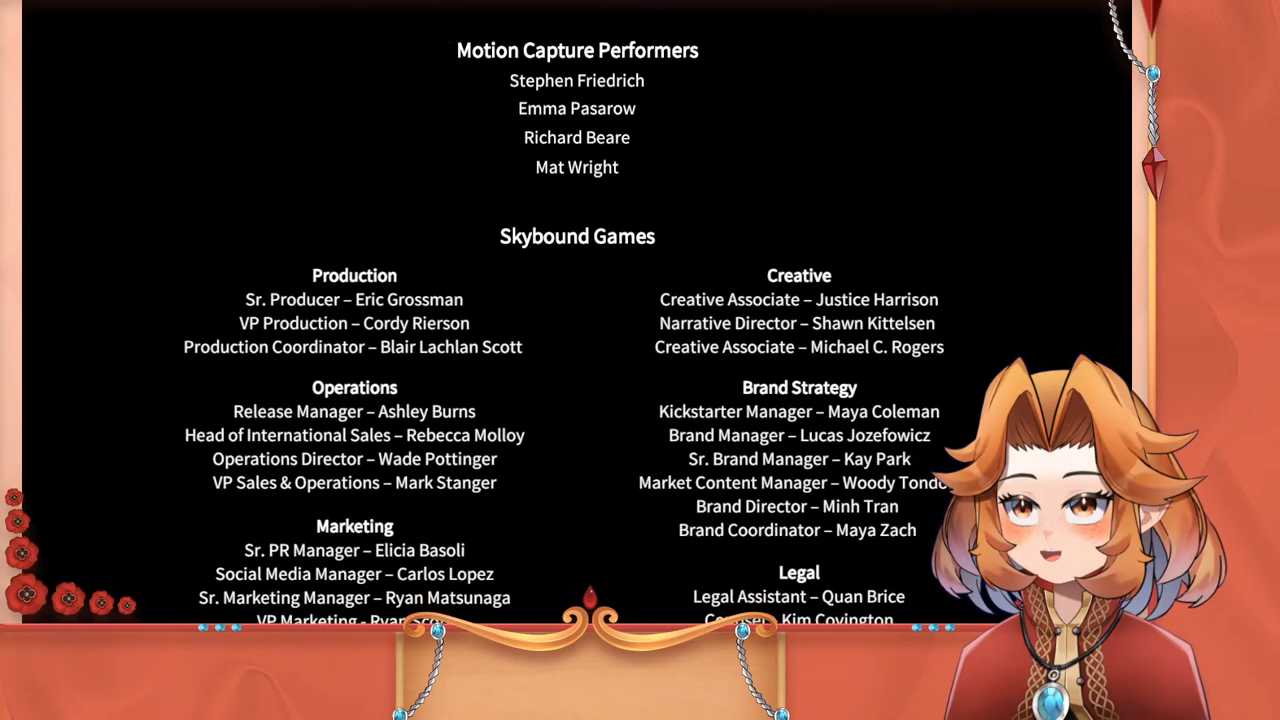 Motion Capture Performers
Stephen Friedrich
Emma Pasarow
Richard Beare
Mat Wright
Skybound Games
Production
Sr. Producer – Eric Grossman
VP Production – Cordy Rierson
Production Coordinator – Blair Lachlan Scott
Operations
Release Manager – Ashley Burns
Head of International Sales – Rebecca Molloy
Operations Director – Wade Pottinger
VP Sales & Operations – Mark Stanger
Marketing
Sr. PR Manager – Elicia Basoli
Social Media Manager – Carlos Lopez
Sr. Marketing Manager – Ryan Matsunaga
VP Marketing - Ryan
Creative
Creative Associate – Justice Harrison
Narrative Director – Shawn Kittelsen
Creative Associate – Michael C. Rogers
Brand Strategy
Kickstarter Manager – Maya Coleman
Brand Manager – Lucas Jozefowicz
Sr. Brand Manager – Kay Park
Market Content Manager – Woody
Brand Director – Minh Tran
Brand Coordinator – Maya Zach
Legal
Legal Assistant – Quan Brice
Kim Covington